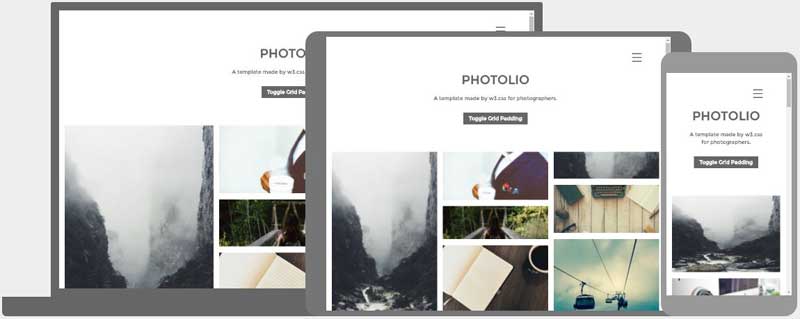 PHOTO
A template made by w3.css
Toggle Grid Pa
PHOTOLIO
A template made by w3.css for photographers.
Toggle Grid Padding
PHOTOLIO
A template made by w3.css
for photographers.
Toggle Grid Padding